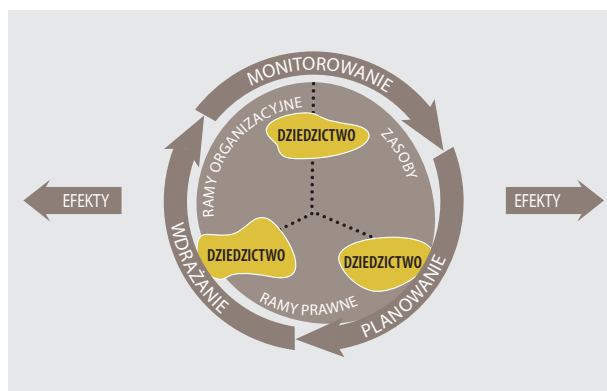 MONITOROWANIE
RAMY ORGANIZACYJNE
ZASOBY
DZIEDZICTWO
EFEKTY
EFEKTY
DZIEDZICTWO
DZIEDZICTWO
WDRAŻANIE
RAMY PRAWNE
PLANOWANIE